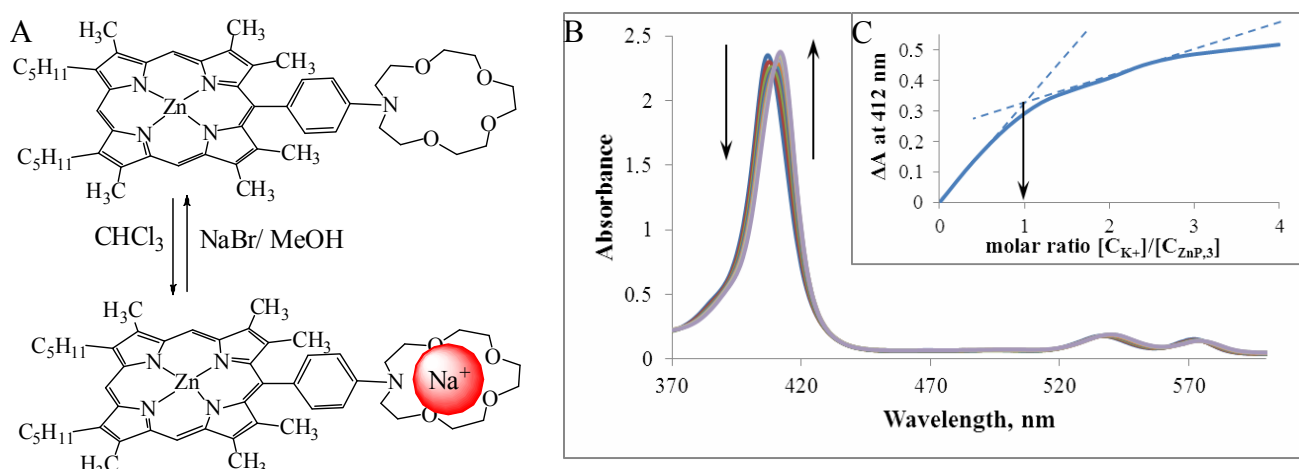 A
H₃C
CH₃
C₅H₁₁
CH₃
N
N
O
O
Zn
N
N
N
C₅H₁₁
O
O
CH₃
H₃C
CH₃
CHCl₃
NaBr/ MeOH
H₃C
CH₃
C₅H₁₁
CH₃
N
N
O
O
Zn
N
Na⁺
N
N
C₅H₁₁
O
O
CH₃
H₃C
CH₃
B
Absorbance
2.5
2
1.5
1
0.5
0
370
420
470
520
570
Wavelength, nm
C
ΔA at 412 nm
0.5
0.4
0.3
0.2
0.1
0
0
1
2
3
4
molar ratio [C_K+]/[C_ZnP,3]